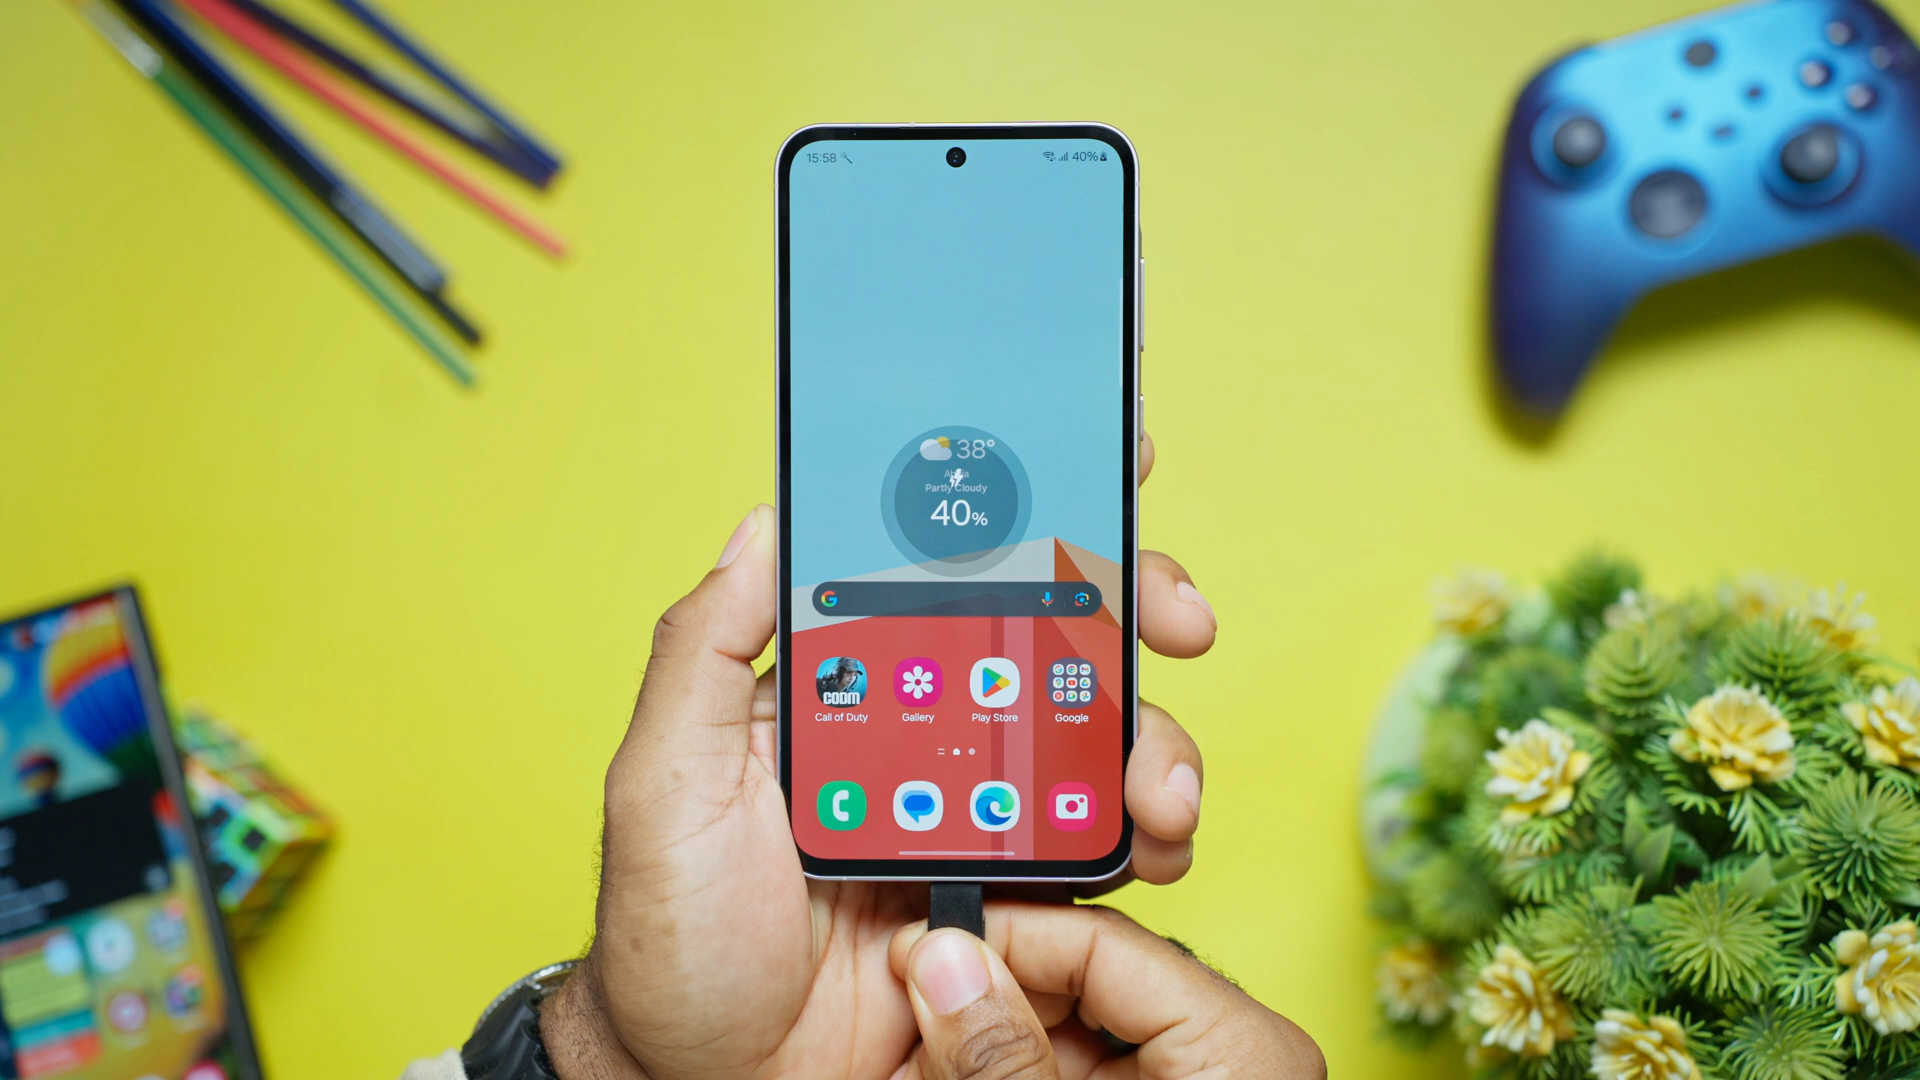 15:58
40%
38°
Partly Cloudy
40%
G
CODM
Call of Duty
Gallery
Play Store
Google